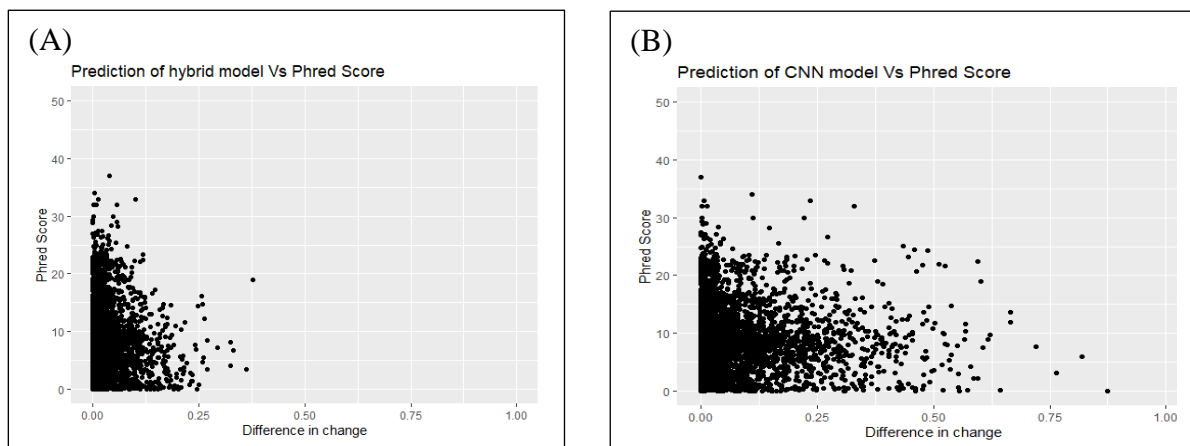 (A)
Prediction of hybrid model Vs Phred Score
50
40
30
20
10
0
Phred Score
0.00 0.25 0.50 0.75 1.00
Difference in change
(B)
Prediction of CNN model Vs Phred Score
50
40
30
20
10
0
Phred Score
0.00 0.25 0.50 0.75 1.00
Difference in change